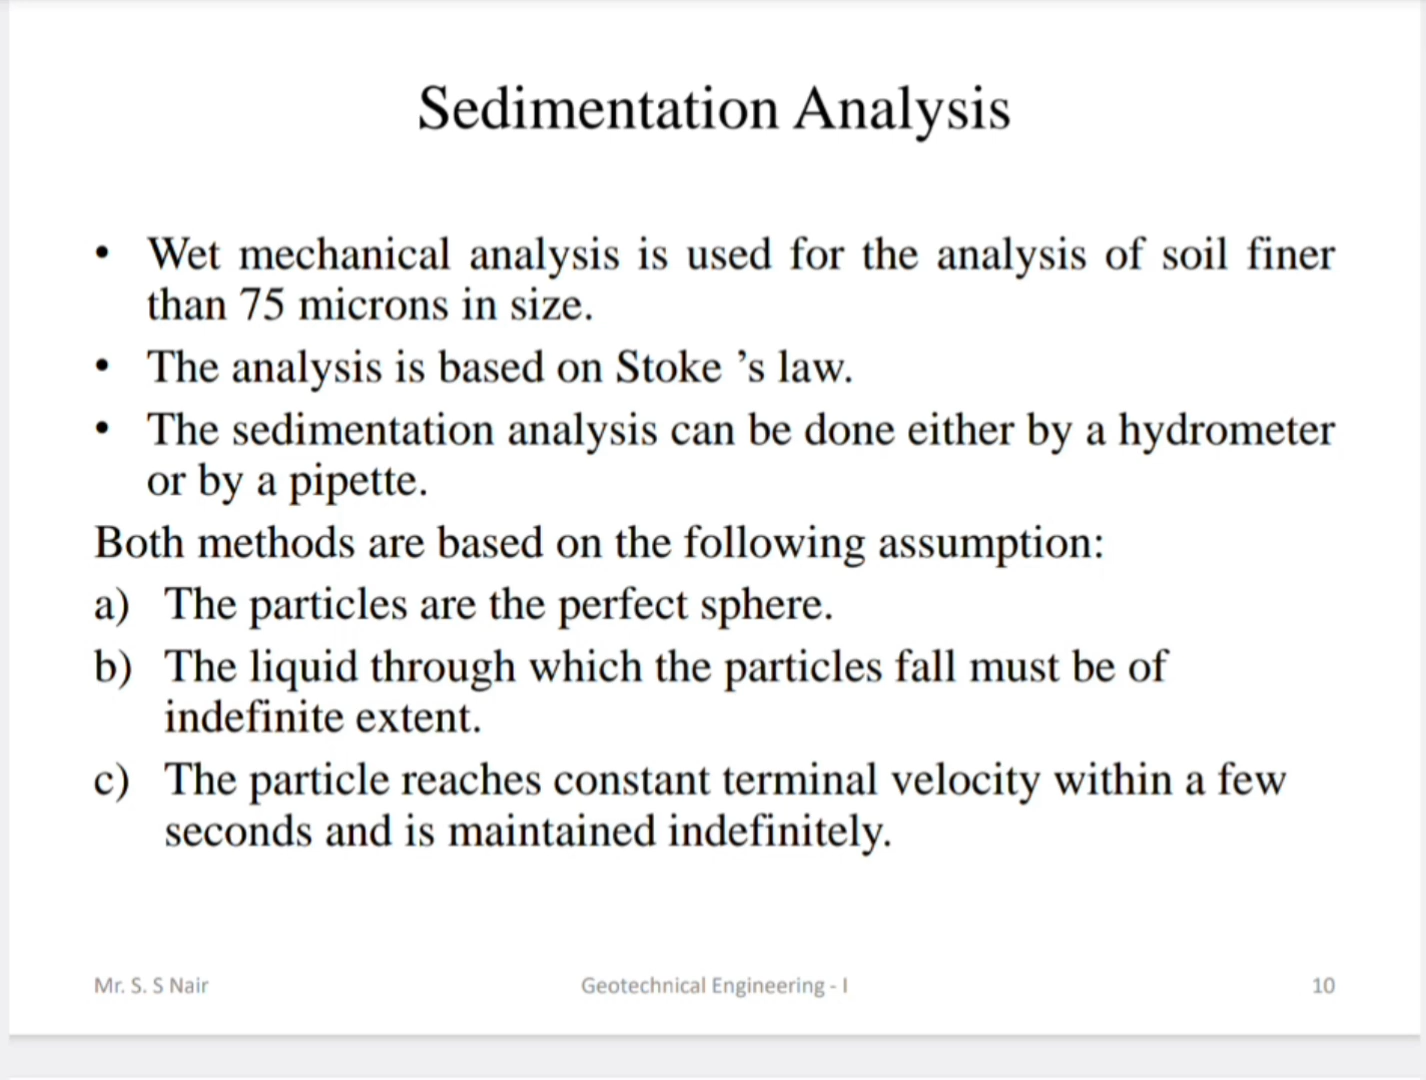 Sedimentation Analysis
• Wet mechanical analysis is used for the analysis of soil finer
than 75 microns in size.
• The analysis is based on Stoke ’s law.
• The sedimentation analysis can be done either by a hydrometer
or by a pipette.
Both methods are based on the following assumption:
a) The particles are the perfect sphere.
b) The liquid through which the particles fall must be of
indefinite extent.
c) The particle reaches constant terminal velocity within a few
seconds and is maintained indefinitely.
Mr. S. S Nair
Geotechnical Engineering - I
10